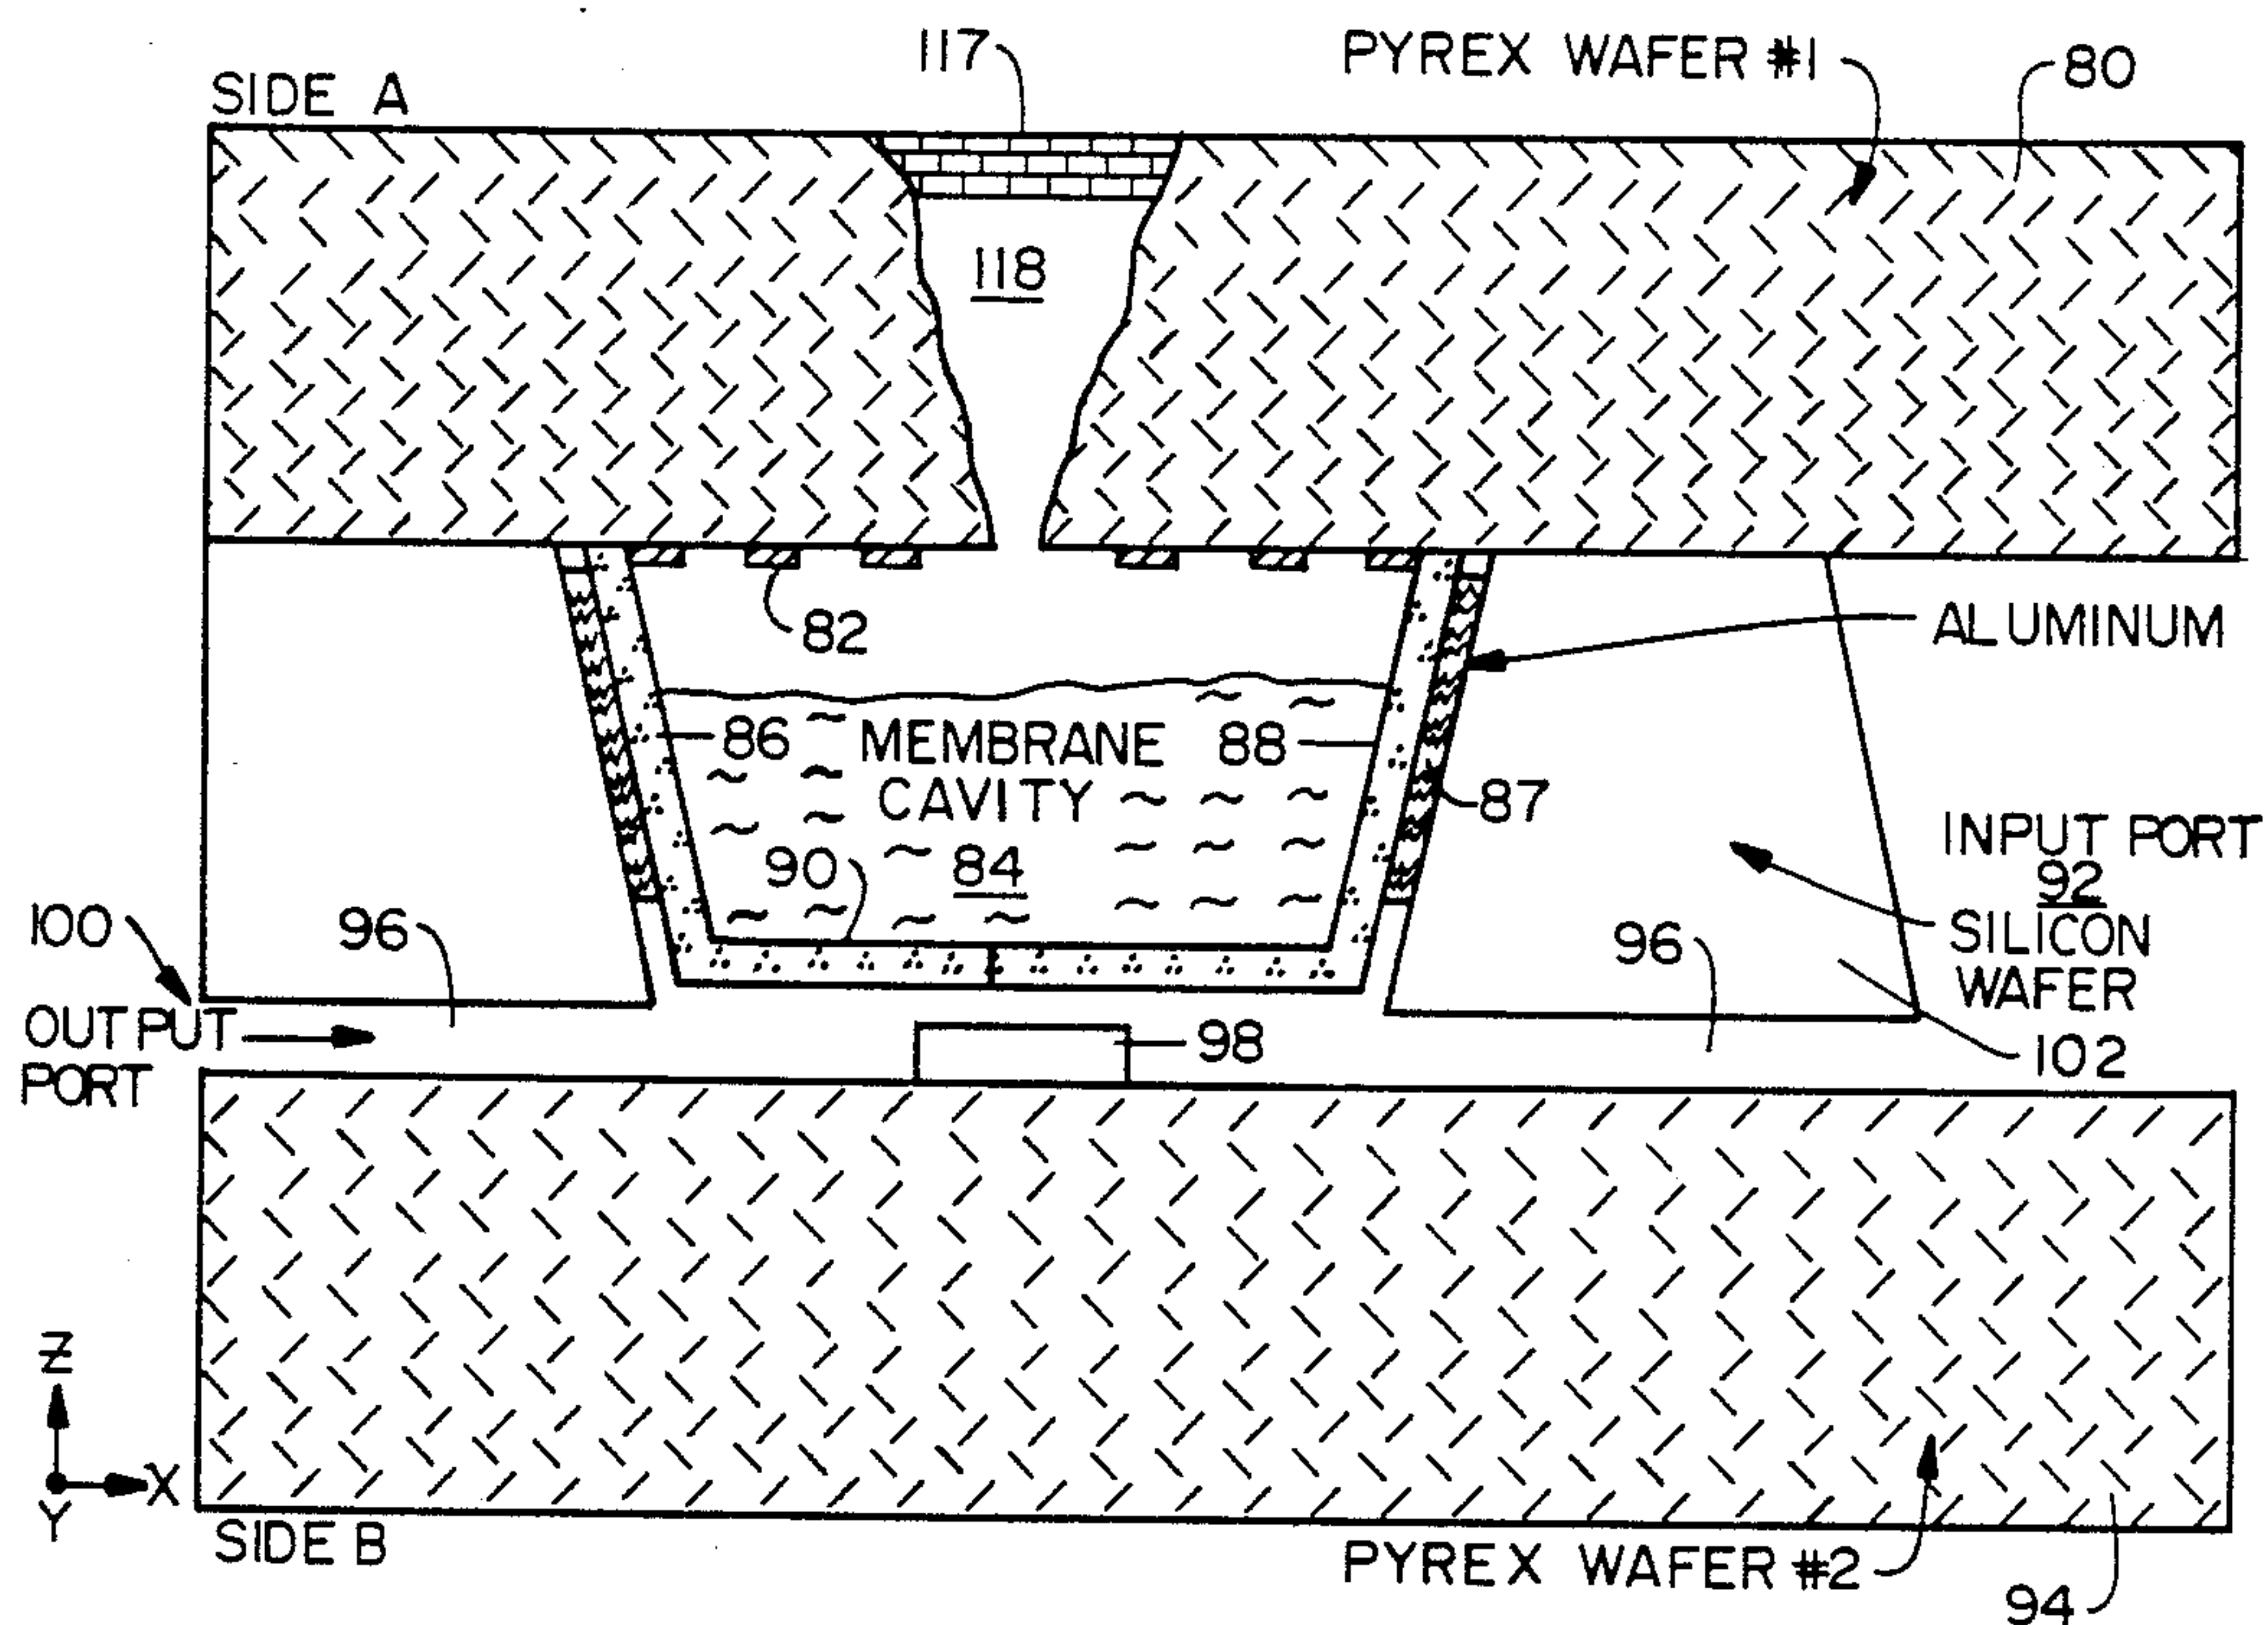 117
PYREX WAFER #1
80
SIDE A
118
82
ALUMINUM
86
MEMBRANE
CAVITY
88
87
90
84
INPUT PORT
92
100
96
96
SILICON
WAFER
OUTPUT
PORT
98
102
Z
X
Y
SIDE B
PYREX WAFER #2
94